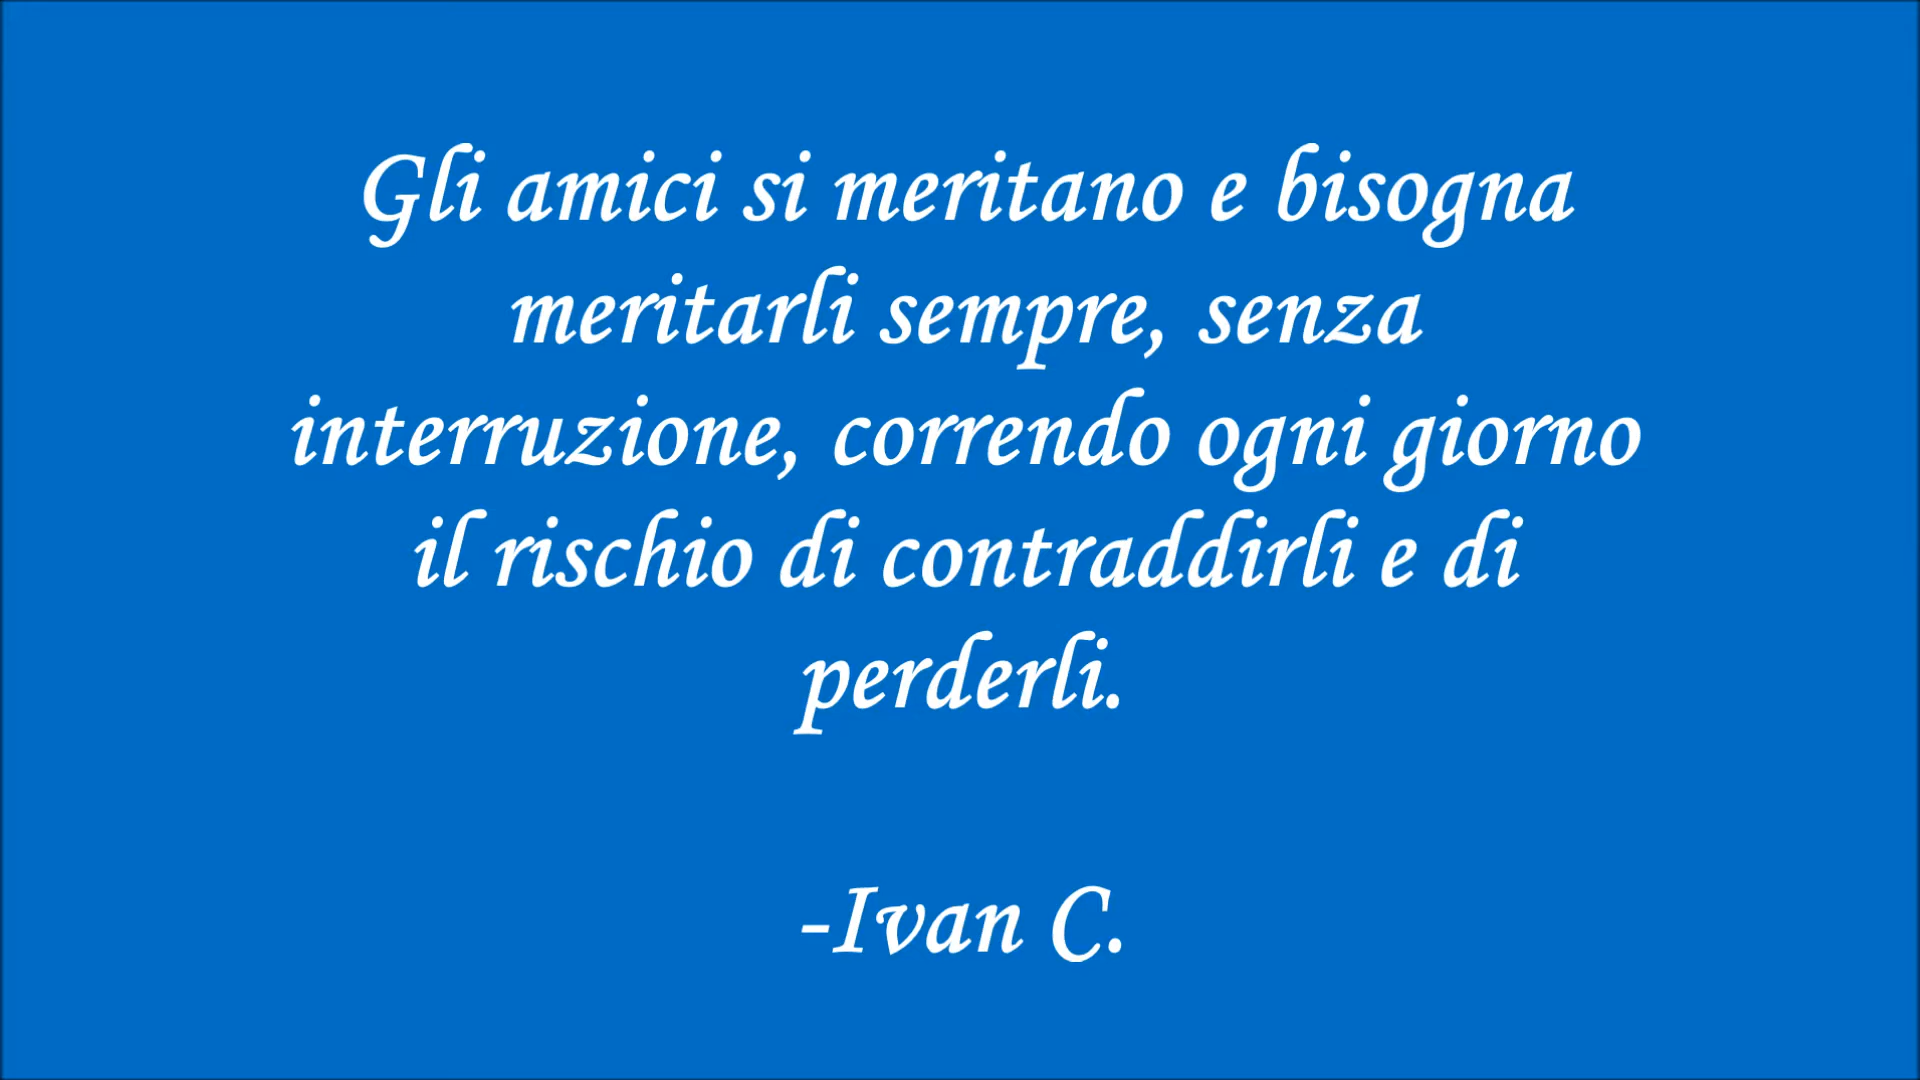 Gli amici si meritano e bisogna
meritarli sempre, senza
interruzione, correndo ogni giorno
il rischio di contraddirli e di
perderli.
-Ivan C.